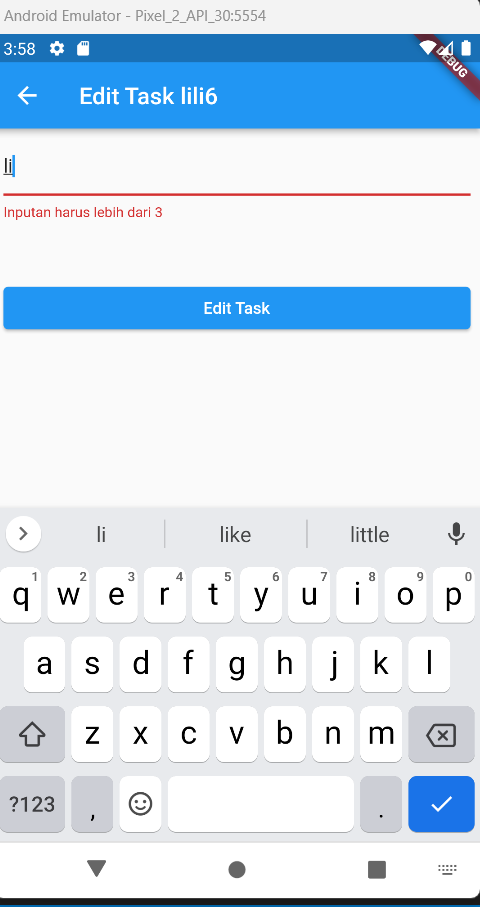 Android Emulator - Pixel_2_API_30:5554
3:58
DEBUG
Edit Task lili6
li
Inputan harus lebih dari 3
Edit Task
li like little
1 2 3 4 5 6 7 8 9 0
q w e r t y u i o p
a s d f g h j k l
z x c v b n m
?123 , .